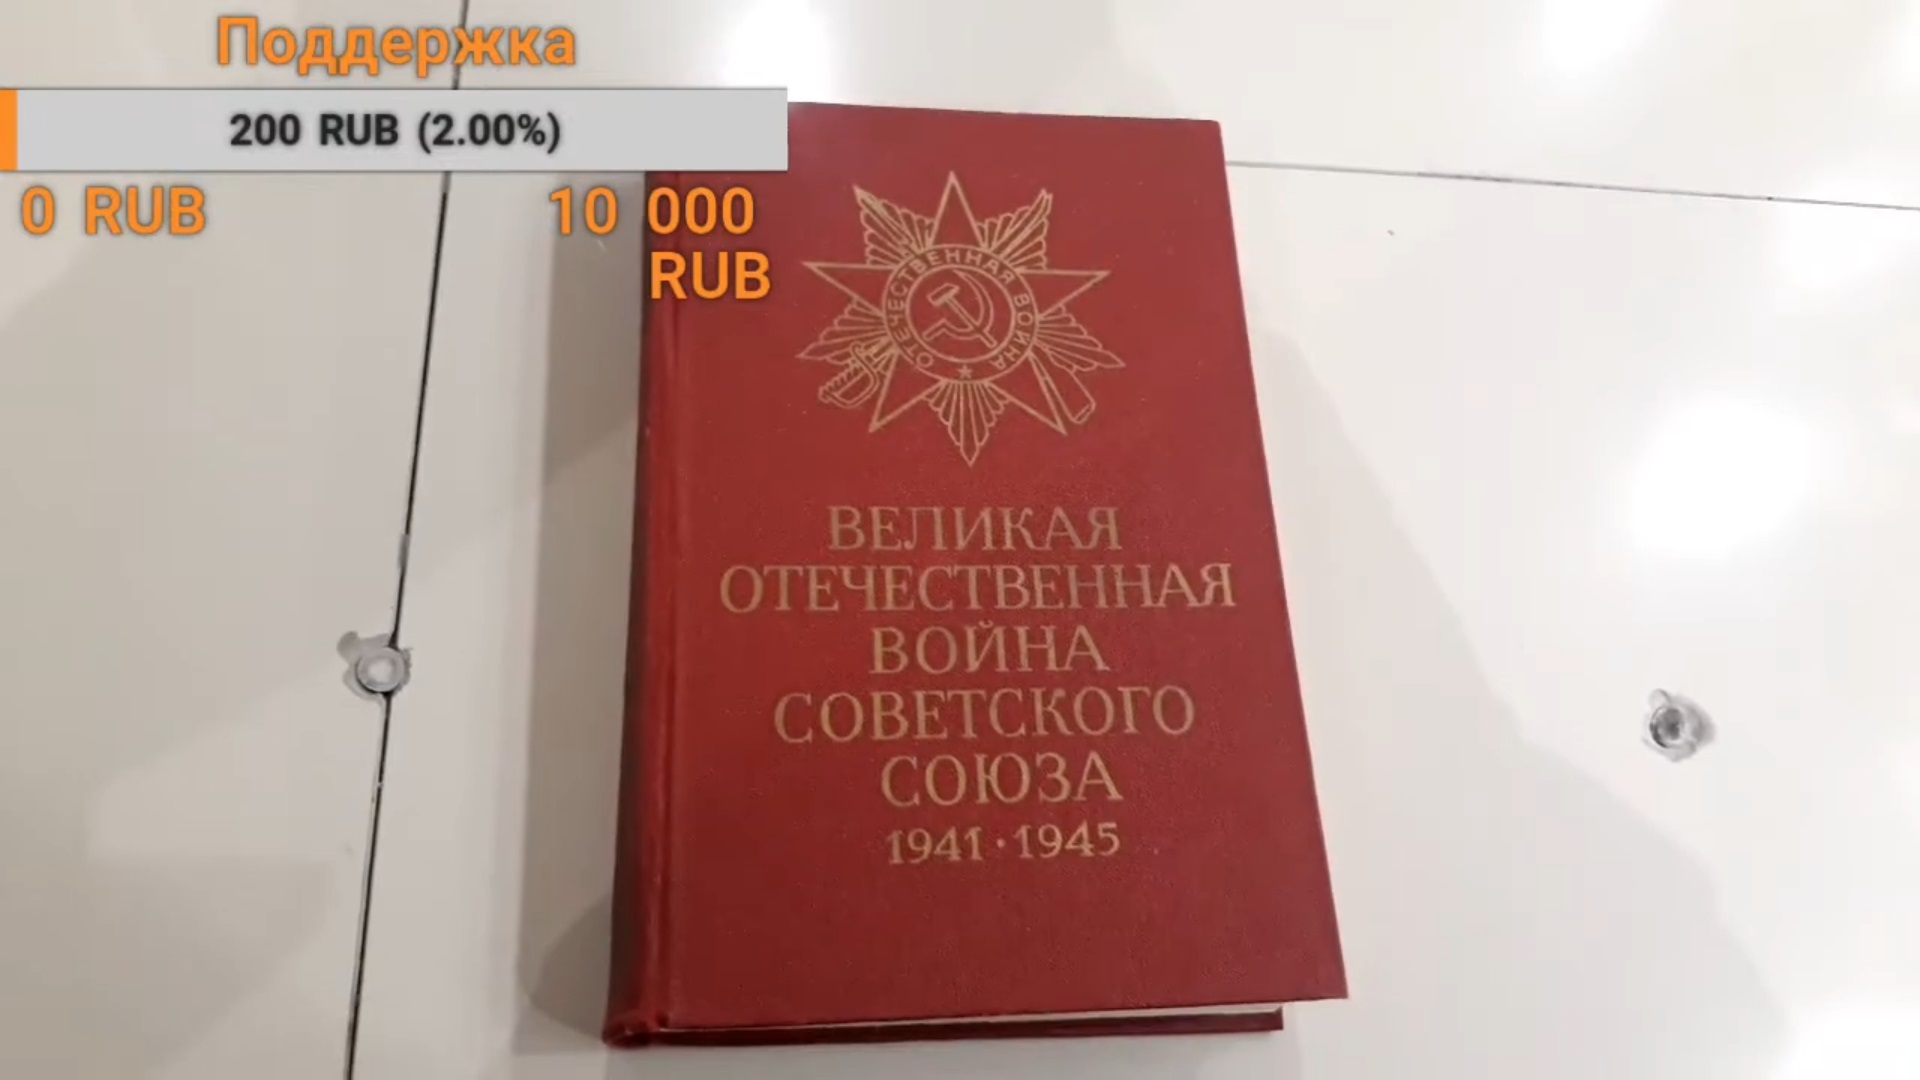 Поддержка
200 RUB (2.00%)
0 RUB
10 000
RUB
ОТЕЧЕСТВЕННАЯ ВОЙНА
ВЕЛИКАЯ
ОТЕЧЕСТВЕННАЯ
ВОЙНА
СОВЕТСКОГО
СОЮЗА
1941·1945